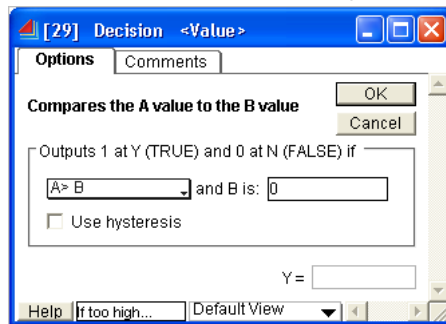 [29] Decision <Value>
Options Comments
Compares the A value to the B value
OK
Cancel
Outputs 1 at Y (TRUE) and 0 at N (FALSE) if
A> B and B is: 0
Use hysteresis
Y =
Help If too high... Default View